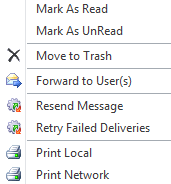 Mark As Read
Mark As UnRead
Move to Trash
Forward to User(s)
Resend Message
Retry Failed Deliveries
Print Local
Print Network